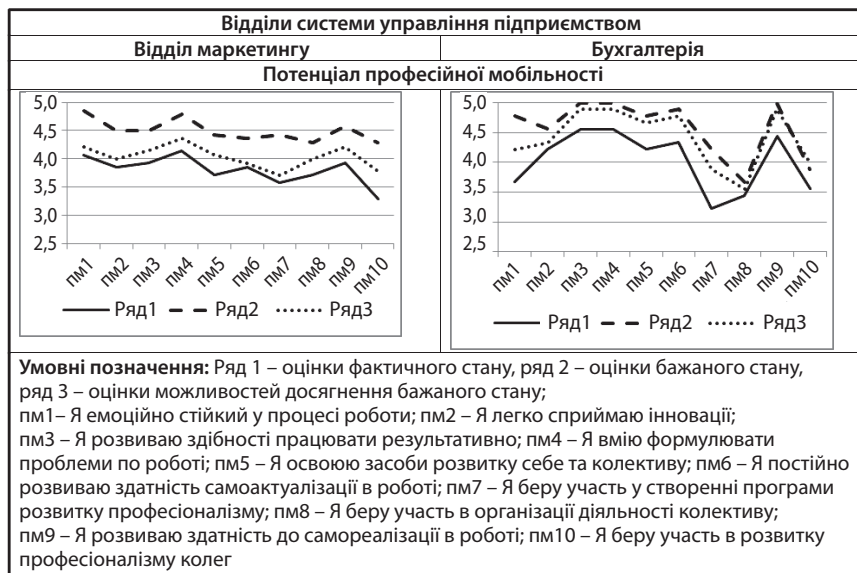 Відділи системи управління підприємством
Відділ маркетингу
Бухгалтерія
Потенціал професійної мобільності
5,0
4,5
4,0
3,5
3,0
2,5
пм1
пм2
пм3
пм4
пм5
пм6
пм7
пм8
пм9
пм10
Ряд1
Ряд2
Ряд3
5,0
4,5
4,0
3,5
3,0
2,5
пм1
пм2
пм3
пм4
пм5
пм6
пм7
пм8
пм9
пм10
Ряд1
Ряд2
Ряд3
Умовні позначення: Ряд 1 – оцінки фактичного стану, ряд 2 – оцінки бажаного стану,
ряд 3 – оцінки можливостей досягнення бажаного стану;
пм1– Я емоційно стійкий у процесі роботи; пм2 – Я легко сприймаю інновації;
пм3 – Я розвиваю здібності працювати результативно; пм4 – Я вмію формулювати
проблеми по роботі; пм5 – Я освоюю засоби розвитку себе та колективу; пм6 – Я постійно
розвиваю здатність самоактуалізації в роботі; пм7 – Я беру участь у створенні програми
розвитку професіоналізму; пм8 – Я беру участь в організації діяльності колективу;
пм9 – Я розвиваю здатність до самореалізації в роботі; пм10 – Я беру участь в розвитку
професіоналізму колег